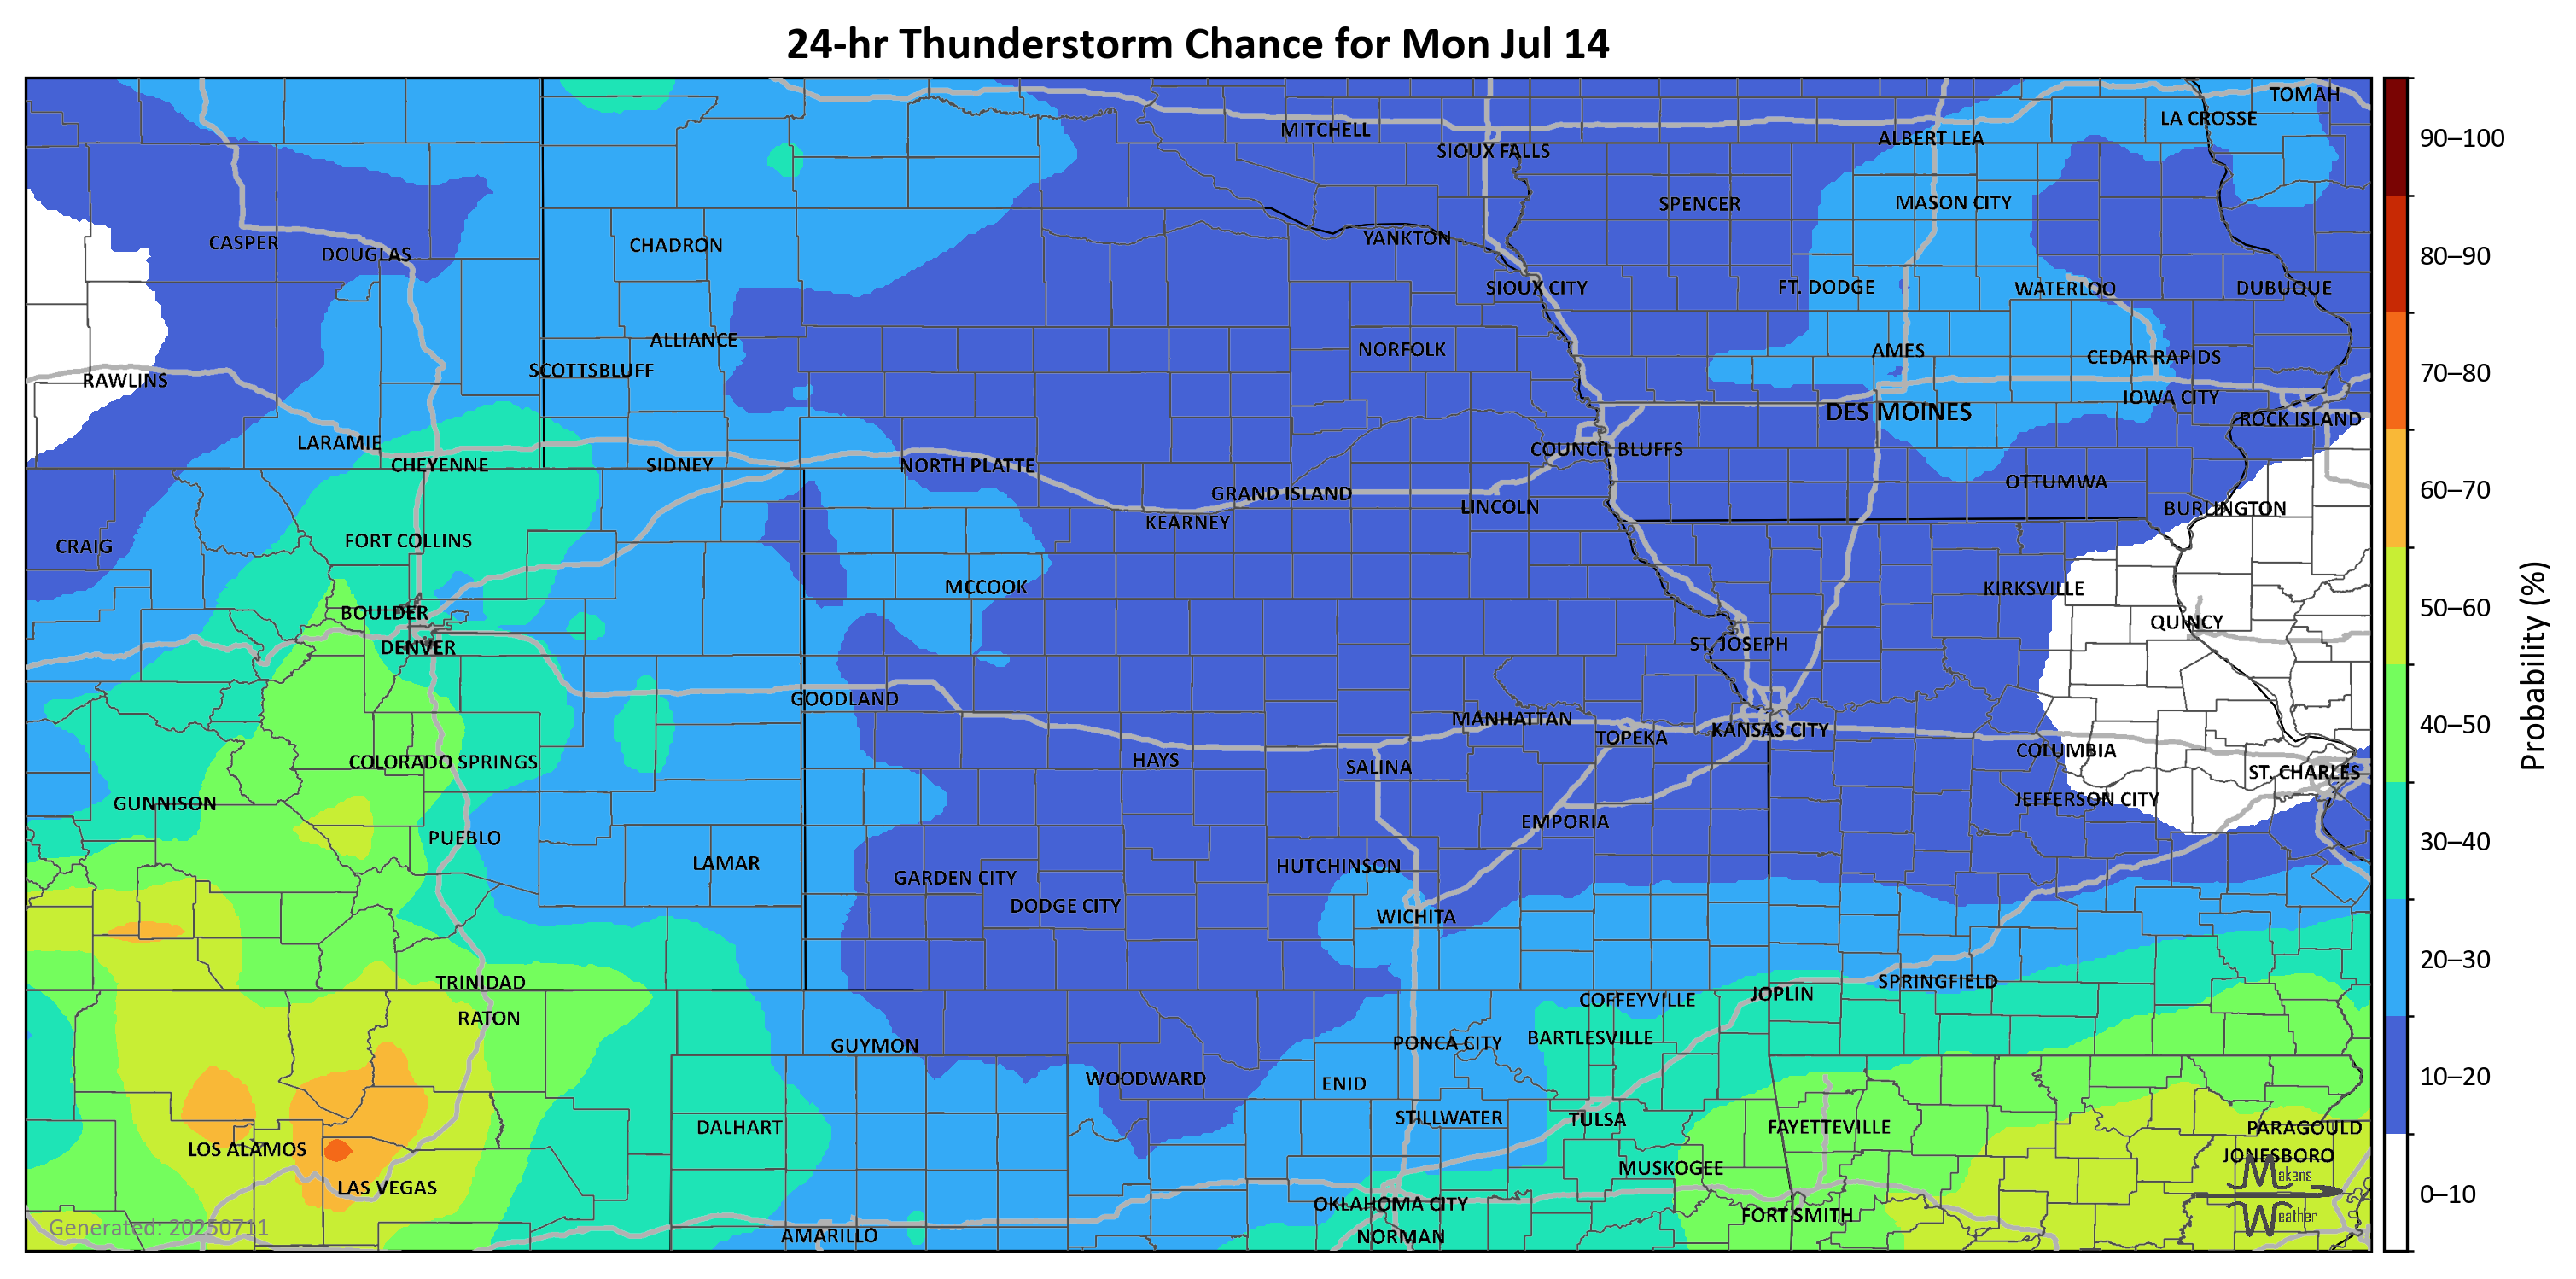 24-hr Thunderstorm Chance for Mon Jul 14
TOMAH
LA CROSSE
MITCHELL
ALBERT LEA
SIOUX FALLS
MASON CITY
SPENCER
YANKTON
CASPER
CHADRON
DOUGLAS
SIOUX CITY
FT. DODGE
WATERLOO
DUBUQUE
ALLIANCE
NORFOLK
AMES
CEDAR RAPIDS
SCOTTSBLUFF
RAWLINS
IOWA CITY
DES MOINES
ROCK ISLAND
LARAMIE
COUNCIL BLUFFS
CHEYENNE
SIDNEY
NORTH PLATTE
OTTUMWA
GRAND ISLAND
LINCOLN
BURLINGTON
KEARNEY
FORT COLLINS
CRAIG
MCCOOK
KIRKSVILLE
BOULDER
QUINCY
DENVER
ST. JOSEPH
GOODLAND
MANHATTAN
KANSAS CITY
TOPEKA
COLUMBIA
HAYS
COLORADO SPRINGS
SALINA
ST. CHARLES
JEFFERSON CITY
GUNNISON
EMPORIA
PUEBLO
LAMAR
HUTCHINSON
GARDEN CITY
DODGE CITY
WICHITA
TRINIDAD
SPRINGFIELD
JOPLIN
COFFEYVILLE
RATON
BARTLESVILLE
PONCA CITY
GUYMON
WOODWARD
ENID
STILLWATER
TULSA
DALHART
FAYETTEVILLE
PARAGOULD
LOS ALAMOS
JONESBORO
MUSKOGEE
Makens
LAS VEGAS
OKLAHOMA CITY
FORT SMITH
Weather
Generated: 20250711
AMARILLO
NORMAN
90–100
80–90
70–80
60–70
50–60
40–50
30–40
20–30
10–20
0–10
Probability (%)